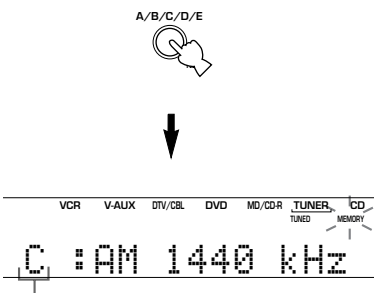 A/B/C/D/E
VCR V-AUX DTV/CBL DVD MD/CD-R TUNER CD
TUNED MEMORY
C :AM 1440 kHz